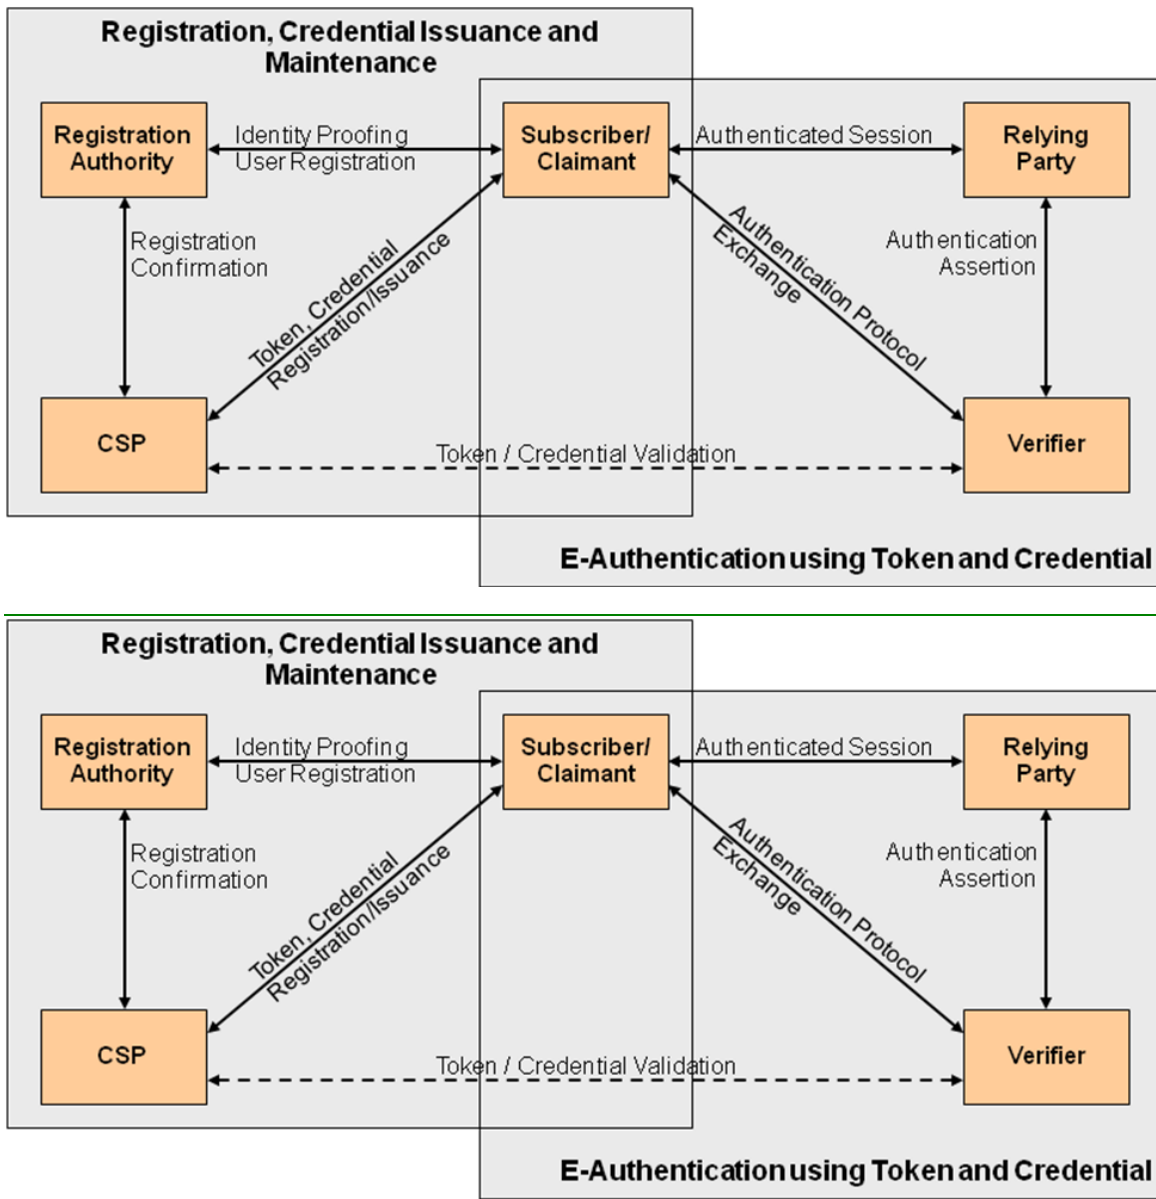 Registration, Credential Issuance and
Maintenance
Registration
Authority
Identity Proofing
User Registration
Subscriber/
Claimant
Authenticated Session
Relying
Party
Registration
Confirmation
Token, Credential
Registration/Issuance
Authentication Protocol
Exchange
Authentication
Assertion
CSP
Token / Credential Validation
Verifier
E-Authentication using Token and Credential
Registration, Credential Issuance and
Maintenance
Registration
Authority
Identity Proofing
User Registration
Subscriber/
Claimant
Authenticated Session
Relying
Party
Registration
Confirmation
Token, Credential
Registration/Issuance
Authentication Protocol
Exchange
Authentication
Assertion
CSP
Token / Credential Validation
Verifier
E-Authentication using Token and Credential